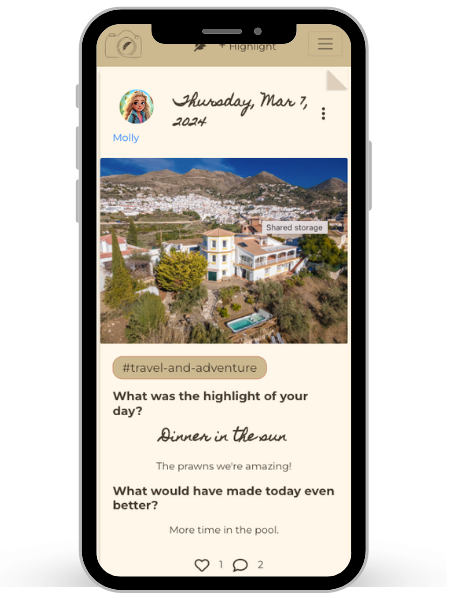 + Highlight
Thursday, Mar 7,
2024
Molly
Shared storage
#travel-and-adventure
What was the highlight of your
day?
Dinner in the sun
The prawns we're amazing!
What would have made today even
better?
More time in the pool.
1 2